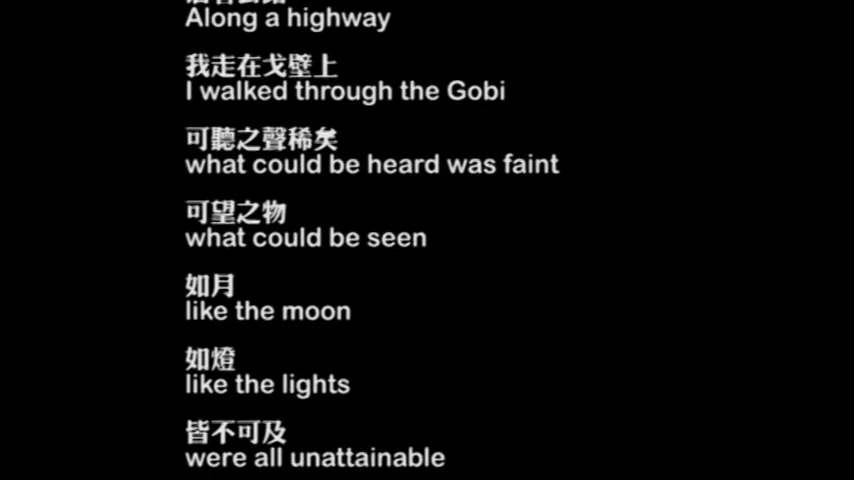 Along a highway
我走在戈壁上
I walked through the Gobi
可聽之聲稀矣
what could be heard was faint
可望之物
what could be seen
如月
like the moon
如燈
like the lights
皆不可及
were all unattainable